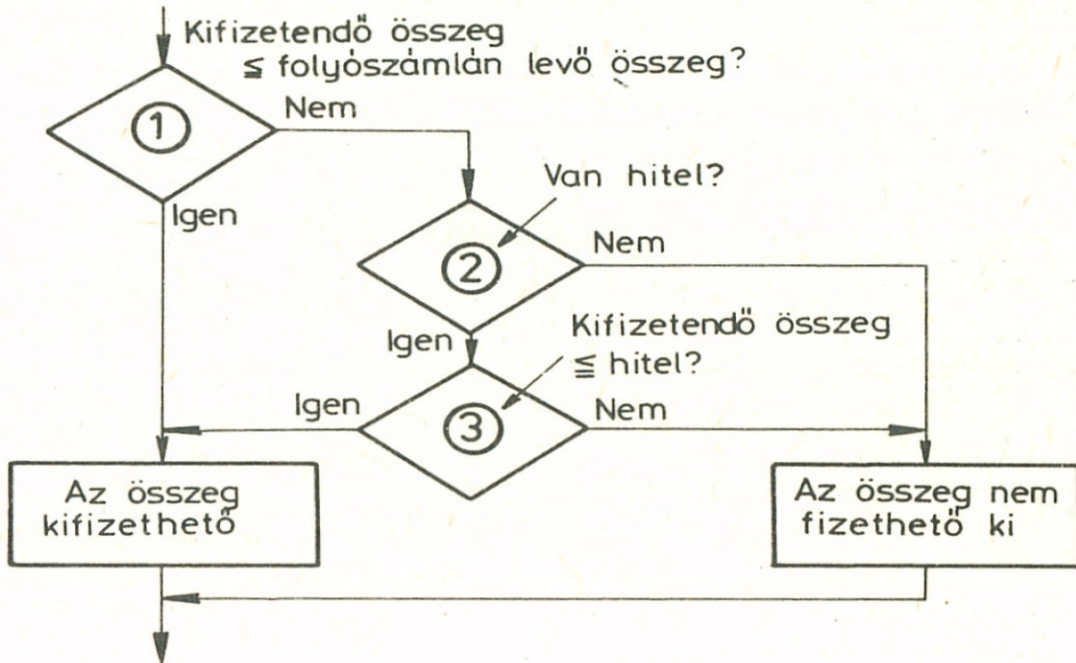 Kifizetendő összeg
≦ folyószámlán levő összeg?
1
Nem
Igen
Van hitel?
2
Nem
Igen
Kifizetendő összeg
≦ hitel?
3
Igen
Nem
Az összeg
kifizethető
Az összeg nem
fizethető ki